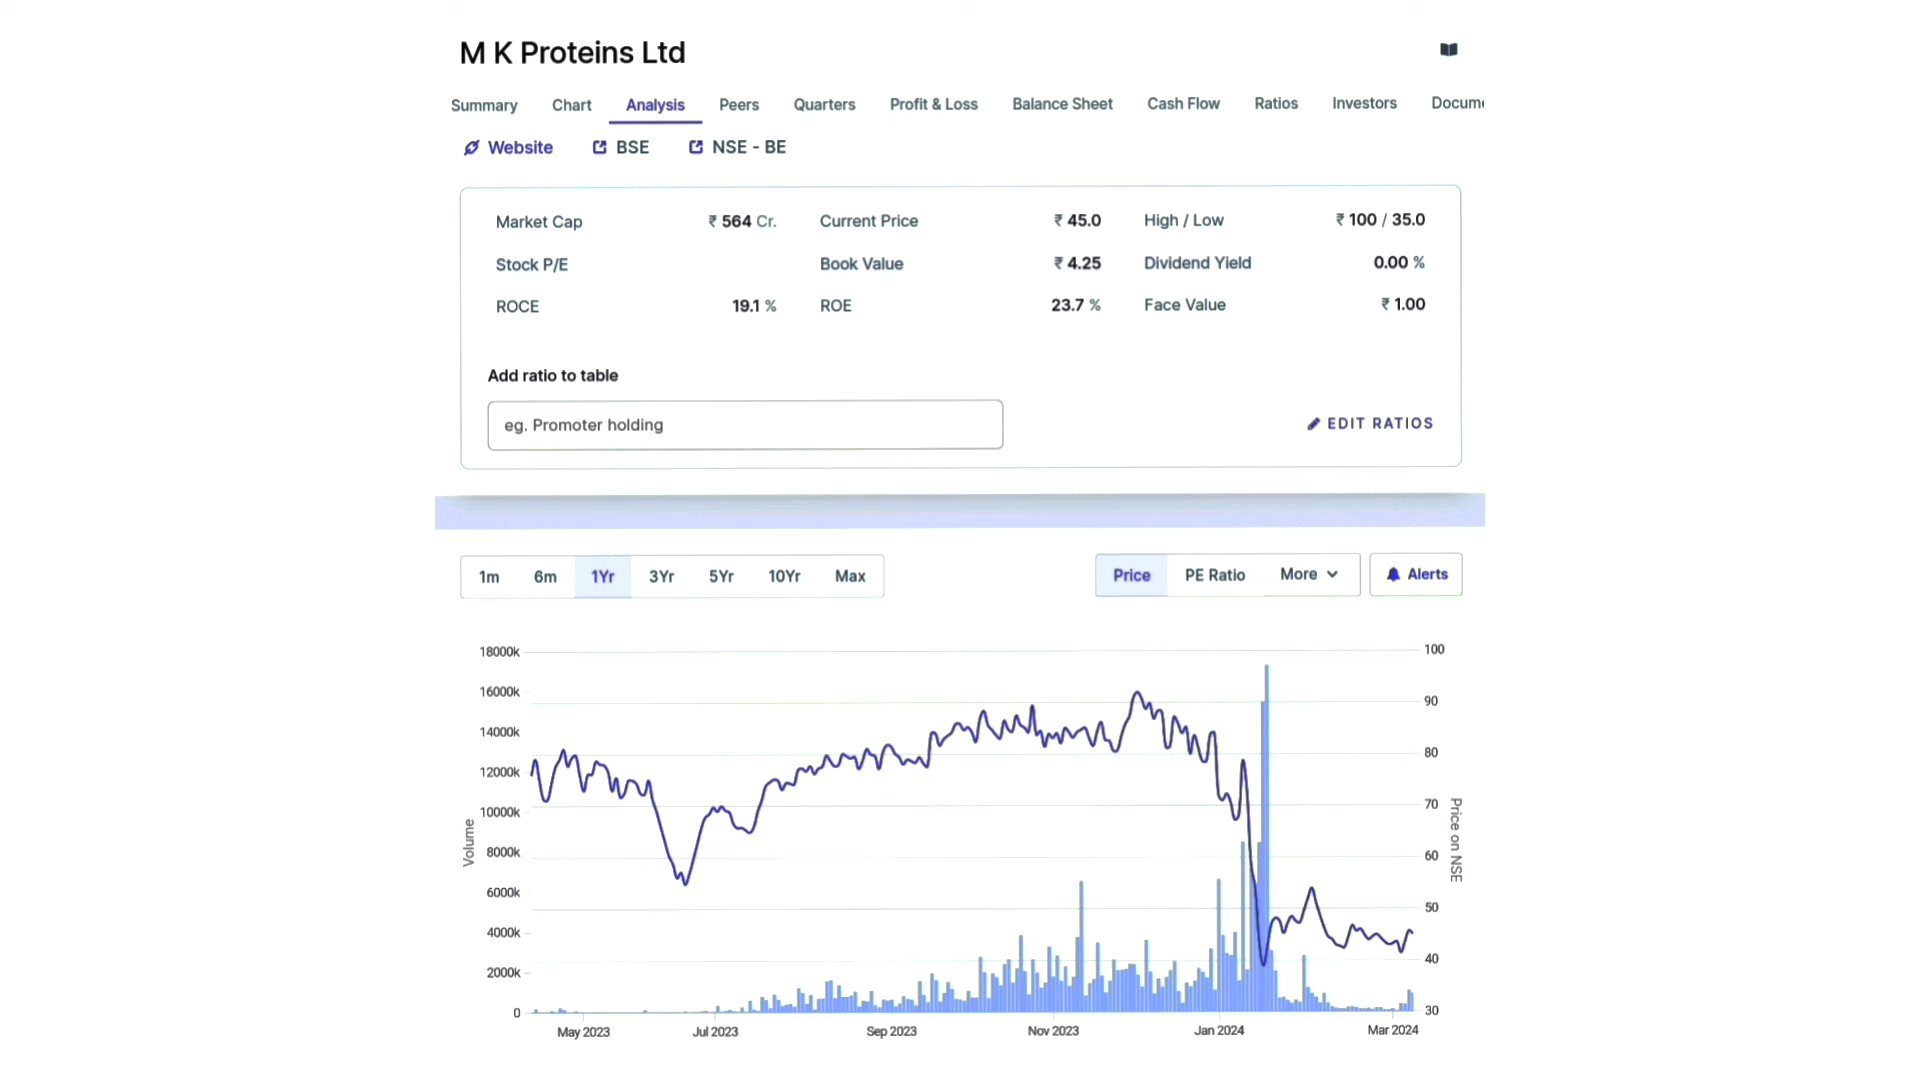 M K Proteins Ltd
Summary Chart Analysis Peers Quarters Profit & Loss Balance Sheet Cash Flow Ratios Investors Docume
Website BSE NSE - BE
Market Cap ₹ 564 Cr. Current Price ₹ 45.0 High / Low ₹ 100 / 35.0
Stock P/E Book Value ₹ 4.25 Dividend Yield 0.00 %
ROCE 19.1 % ROE 23.7 % Face Value ₹ 1.00
Add ratio to table
eg. Promoter holding EDIT RATIOS
1m 6m 1Yr 3Yr 5Yr 10Yr Max Price PE Ratio More Alerts
18000k 100
16000k 90
14000k 80
12000k
10000k 70
8000k 60
6000k 50
4000k
2000k 40
0 30
Volume
Price on NSE
May 2023 Jul 2023 Sep 2023 Nov 2023 Jan 2024 Mar 2024